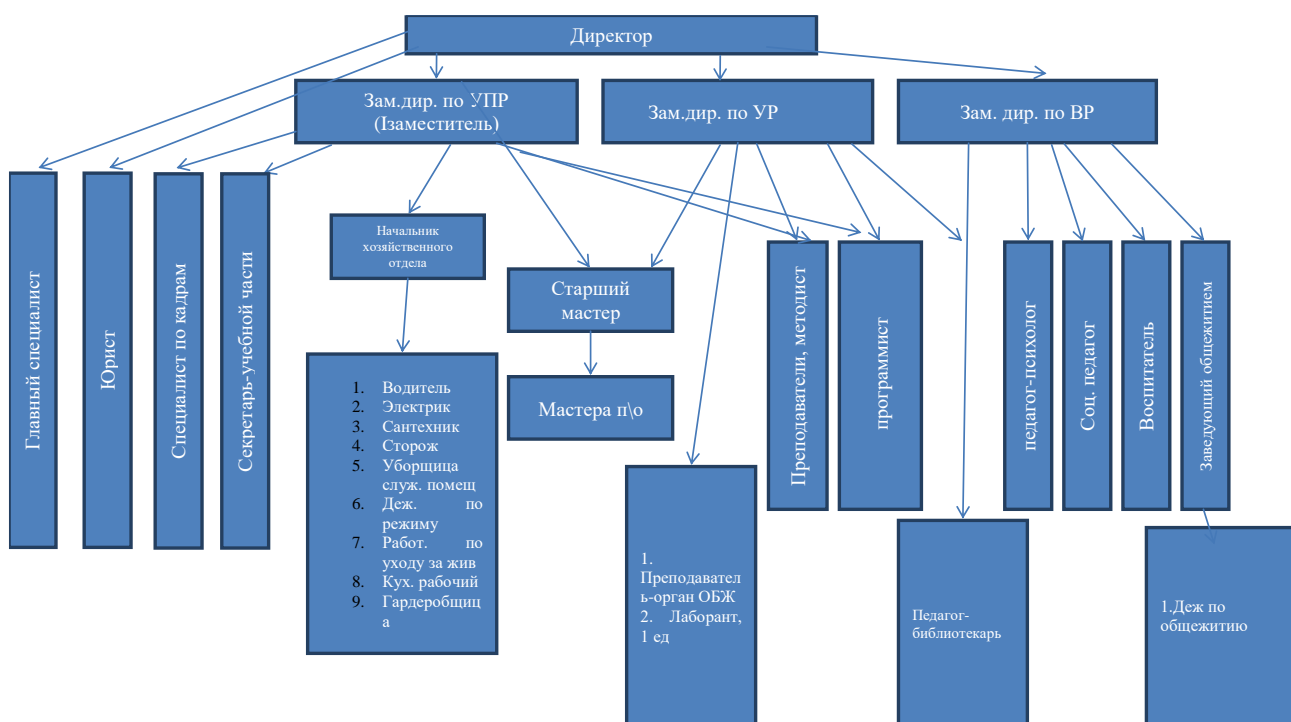 Директор
Зам.дир. по УПР
(Iзаместитель)
Зам.дир. по УР
Зам. дир. по ВР
Главный специалист
Юрист
Специалист по кадрам
Секретарь-учебной части
Начальник
хозяйственного
отдела
Старший
мастер
Преподаватели, методист
программист
педагог-психолог
Соц. педагог
Воспитатель
Заведующий общежитием
1. Водитель
2. Электрик
3. Сантехник
4. Сторож
5. Уборщица
служ. помещ
6. Деж. по
режиму
7. Работ. по
уходу за жив
8. Кух. рабочий
9. Гардеробщиц
а
Мастера п\о
1.
Преподавател
ь-орган ОБЖ
2. Лаборант,
1 ед
Педагог-
библиотекарь
1.Деж по
общежитию